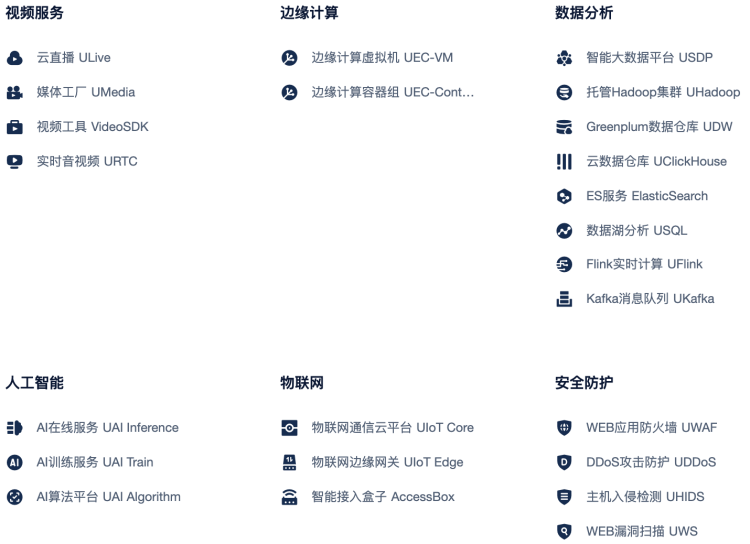 视频服务
云直播 ULive
媒体工厂 UMedia
视频工具 VideoSDK
实时音视频 URTC
边缘计算
边缘计算虚拟机 UEC-VM
边缘计算容器组 UEC-Cont...
数据分析
智能大数据平台 USDP
托管Hadoop集群 UHadoop
Greenplum数据仓库 UDW
云数据仓库 UClickHouse
ES服务 ElasticSearch
数据湖分析 USQL
Flink实时计算 UFlink
Kafka消息队列 UKafka
人工智能
AI在线服务 UAI Inference
AI训练服务 UAI Train
AI算法平台 UAI Algorithm
物联网
物联网通信云平台 UIoT Core
物联网边缘网关 UIoT Edge
智能接入盒子 AccessBox
安全防护
WEB应用防火墙 UWAF
DDoS攻击防护 UDDoS
主机入侵检测 UHIDS
WEB漏洞扫描 UWS